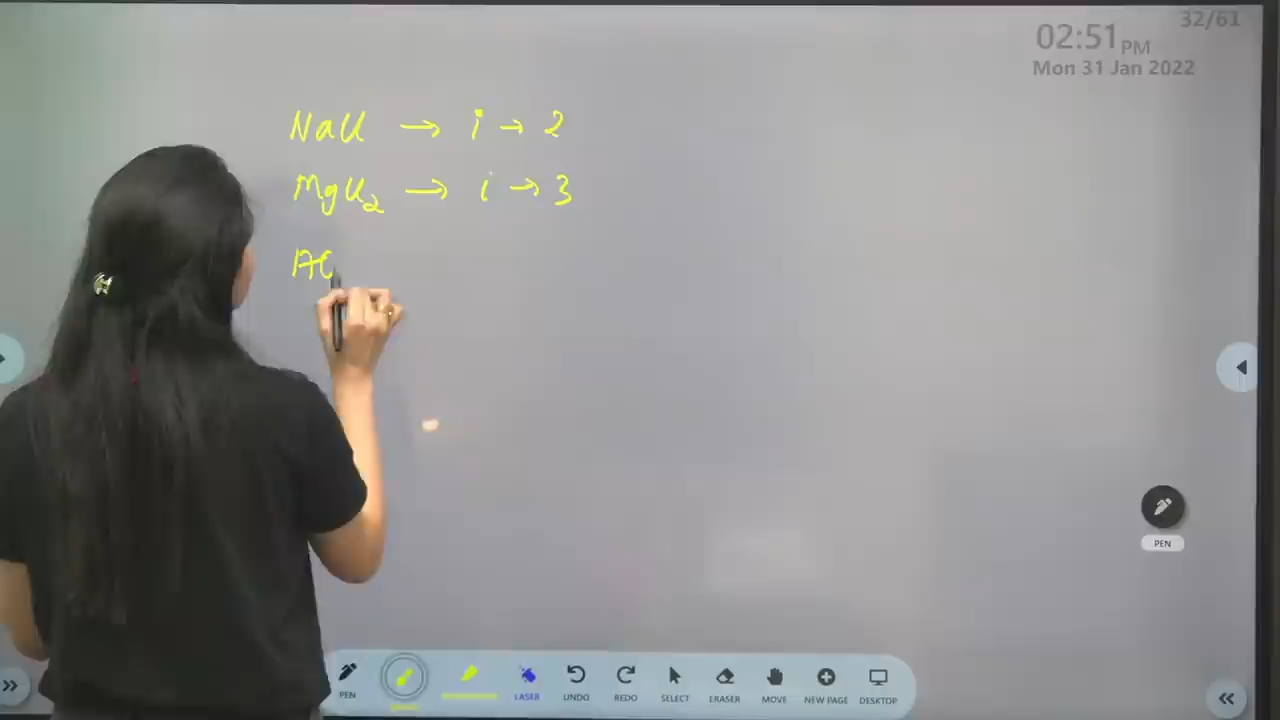 32/61
02:51 PM
Mon 31 Jan 2022
NaCl → i → 2
MgCl2 → i → 3
Al
PEN
PEN
LASER
UNDO
REDO
SELECT
ERASER
MOVE
NEW PAGE
DESKTOP